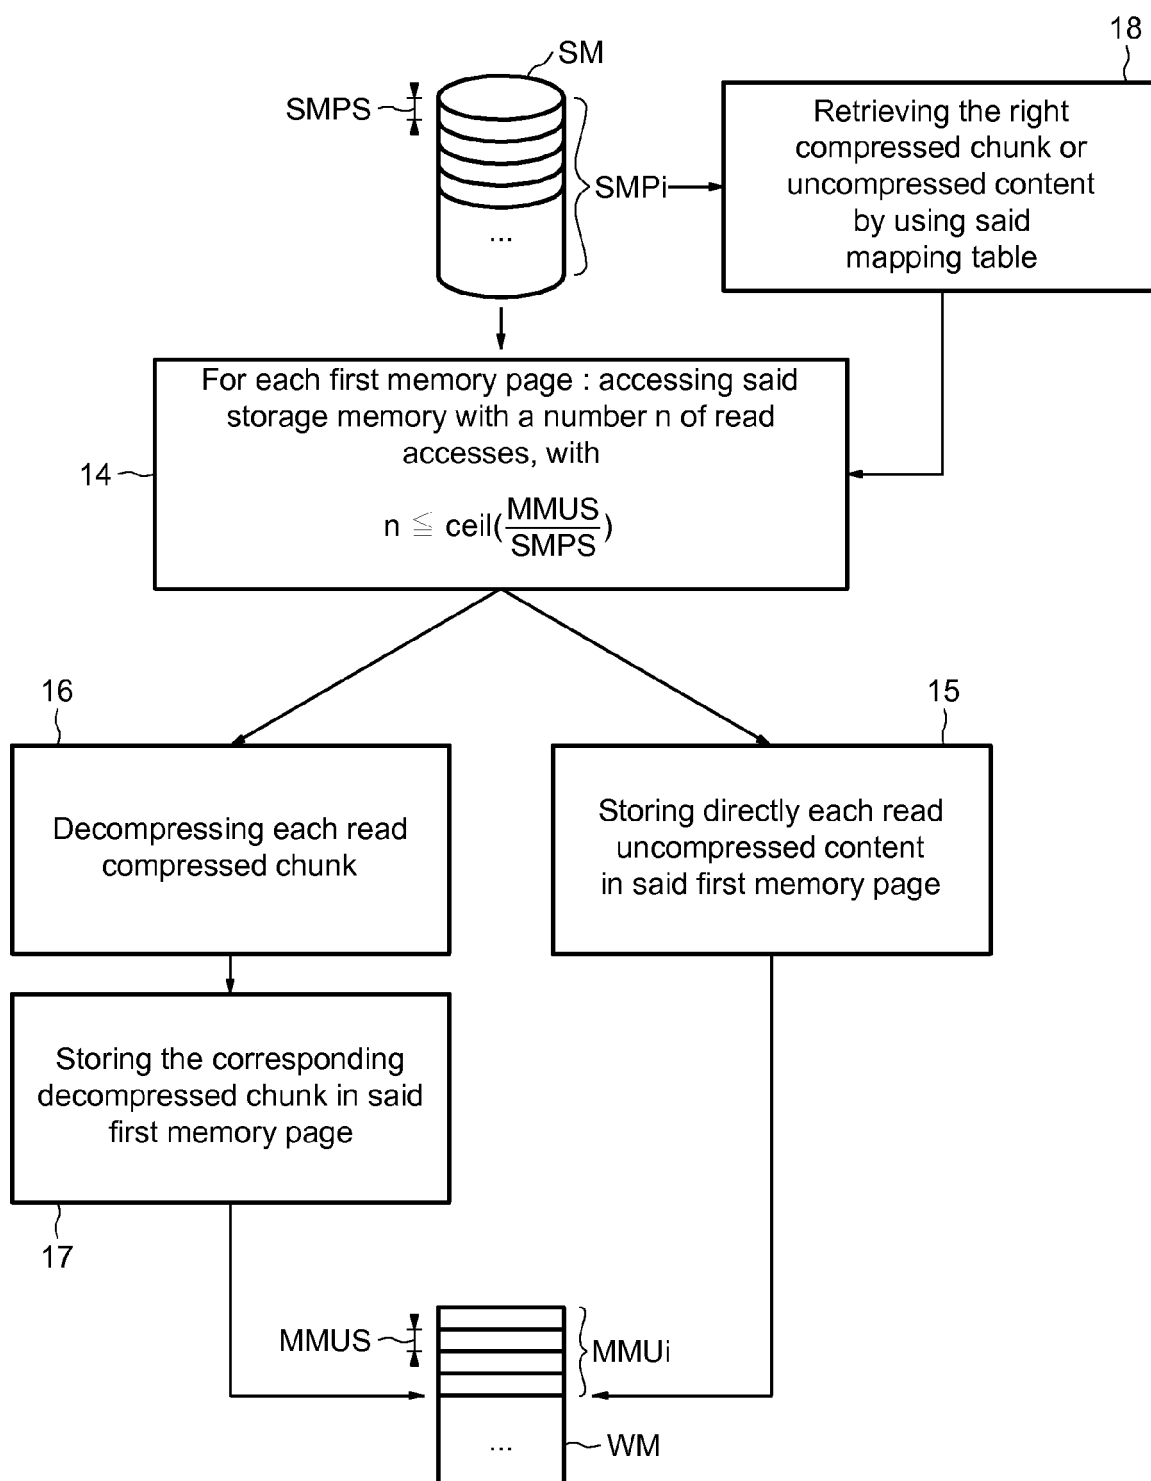 18
SM
SMPS
SMPi
Retrieving the right
compressed chunk or
uncompressed content
by using said
mapping table
...
14
For each first memory page : accessing said
storage memory with a number n of read
accesses, with
n ≦ ceil(MMUS/SMPS)
16
15
Decompressing each read
compressed chunk
Storing directly each read
uncompressed content
in said first memory page
Storing the corresponding
decompressed chunk in said
first memory page
17
MMUS
MMUi
...
WM